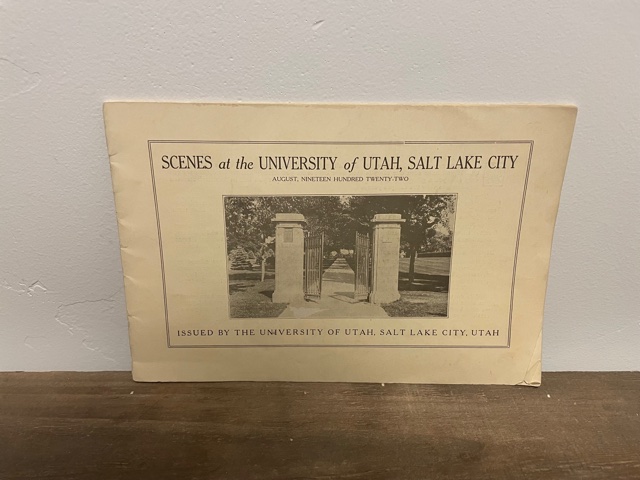 SCENES at the UNIVERSITY of UTAH, SALT LAKE CITY
AUGUST, NINETEEN HUNDRED TWENTY-TWO
ISSUED BY THE UNIVERSITY OF UTAH, SALT LAKE CITY, UTAH